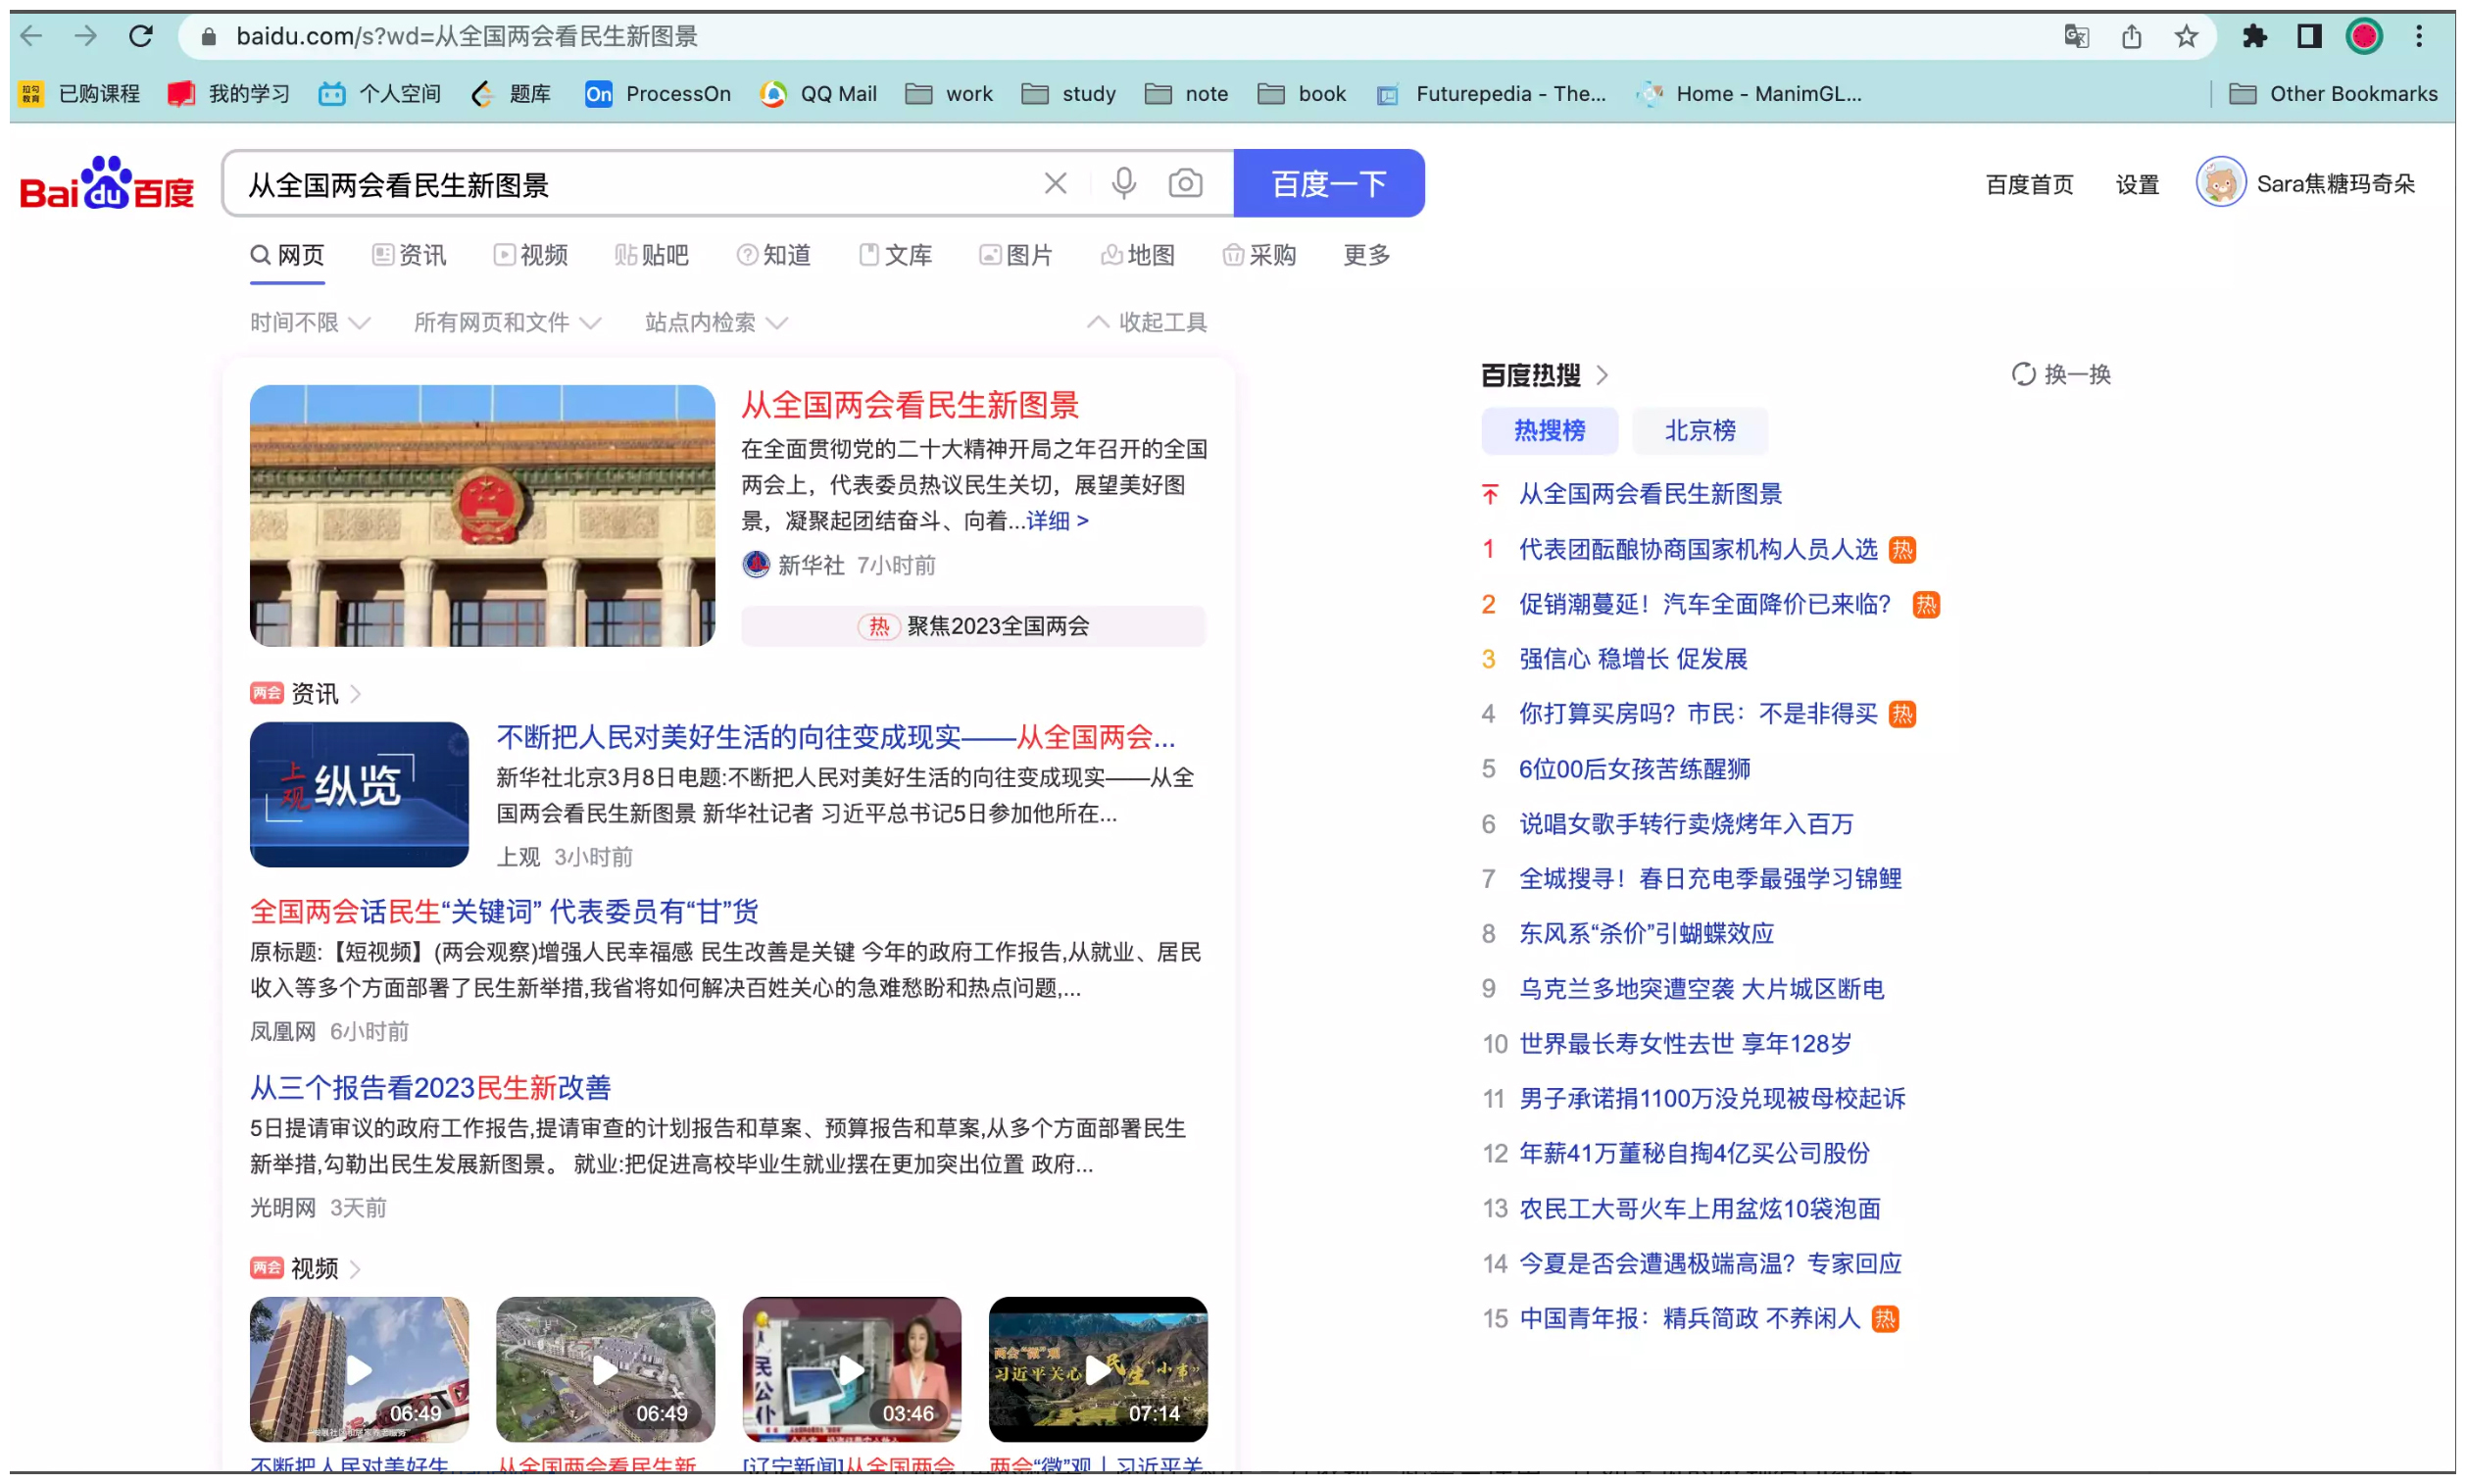 baidu.com/s?wd=从全国两会看民生新图景
拉勾教育 已购课程 我的学习 个人空间 题库 On ProcessOn QQ Mail work study note book Futurepedia - The... Home - ManimGL... Other Bookmarks
Bai du 百度 从全国两会看民生新图景 百度一下 百度首页 设置 Sara焦糖玛奇朵
网页 资讯 视频 贴吧 知道 文库 图片 地图 采购 更多
时间不限 所有网页和文件 站点内检索 收起工具
从全国两会看民生新图景
在全面贯彻党的二十大精神开局之年召开的全国
两会上，代表委员热议民生关切，展望美好图
景，凝聚起团结奋斗、向着...详细 >
新华社 7小时前
热 聚焦2023全国两会
两会 资讯
上观 纵览
不断把人民对美好生活的向往变成现实——从全国两会...
新华社北京3月8日电题:不断把人民对美好生活的向往变成现实——从全
国两会看民生新图景 新华社记者 习近平总书记5日参加他所在...
上观 3小时前
全国两会话民生“关键词” 代表委员有“甘”货
原标题:【短视频】(两会观察)增强人民幸福感 民生改善是关键 今年的政府工作报告,从就业、居民
收入等多个方面部署了民生新举措,我省将如何解决百姓关心的急难愁盼和热点问题,...
凤凰网 6小时前
从三个报告看2023民生新改善
5日提请审议的政府工作报告,提请审查的计划报告和草案、预算报告和草案,从多个方面部署民生
新举措,勾勒出民生发展新图景。 就业:把促进高校毕业生就业摆在更加突出位置 政府...
光明网 3天前
两会 视频
06:49
06:49
人民公仆
03:46
两会“微”观
习近平关心民生“小事”
07:14
不断把人民对美好生...
从全国两会看民生新
[辽宁新闻]从全国两会
两会“微”观｜习近平关
百度热搜 换一换
热搜榜 北京榜
从全国两会看民生新图景
1 代表团酝酿协商国家机构人员人选 热
2 促销潮蔓延！汽车全面降价已来临？ 热
3 强信心 稳增长 促发展
4 你打算买房吗？市民：不是非得买 热
5 6位00后女孩苦练醒狮
6 说唱女歌手转行卖烧烤年入百万
7 全城搜寻！春日充电季最强学习锦鲤
8 东风系“杀价”引蝴蝶效应
9 乌克兰多地突遭空袭 大片城区断电
10 世界最长寿女性去世 享年128岁
11 男子承诺捐1100万没兑现被母校起诉
12 年薪41万董秘自掏4亿买公司股份
13 农民工大哥火车上用盆炫10袋泡面
14 今夏是否会遭遇极端高温？专家回应
15 中国青年报：精兵简政 不养闲人 热